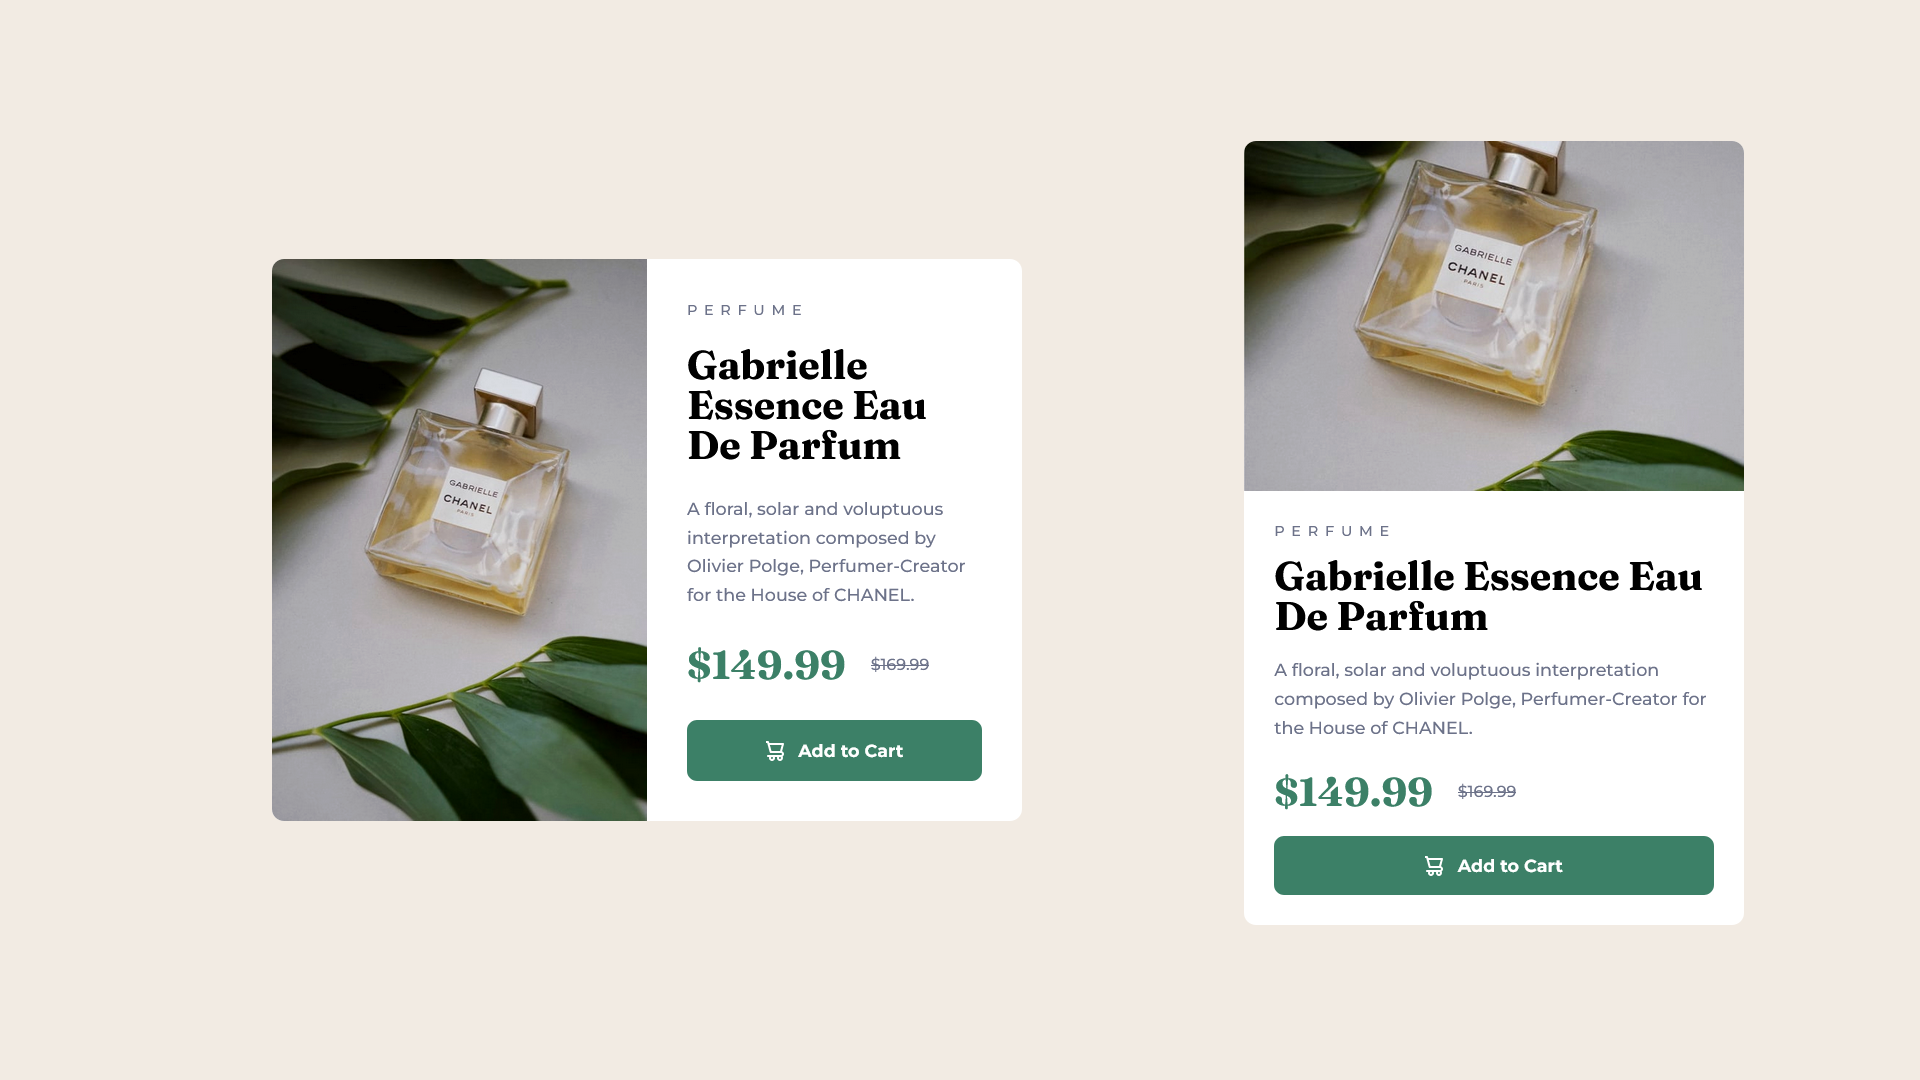 GABRIELLE
CHANEL
PARIS
PERFUME
Gabrielle
Essence Eau
De Parfum
A floral, solar and voluptuous
interpretation composed by
Olivier Polge, Perfumer-Creator
for the House of CHANEL.
$149.99 $169.99
Add to Cart
GABRIELLE
CHANEL
PARIS
PERFUME
Gabrielle Essence Eau
De Parfum
A floral, solar and voluptuous interpretation
composed by Olivier Polge, Perfumer-Creator for
the House of CHANEL.
$149.99 $169.99
Add to Cart